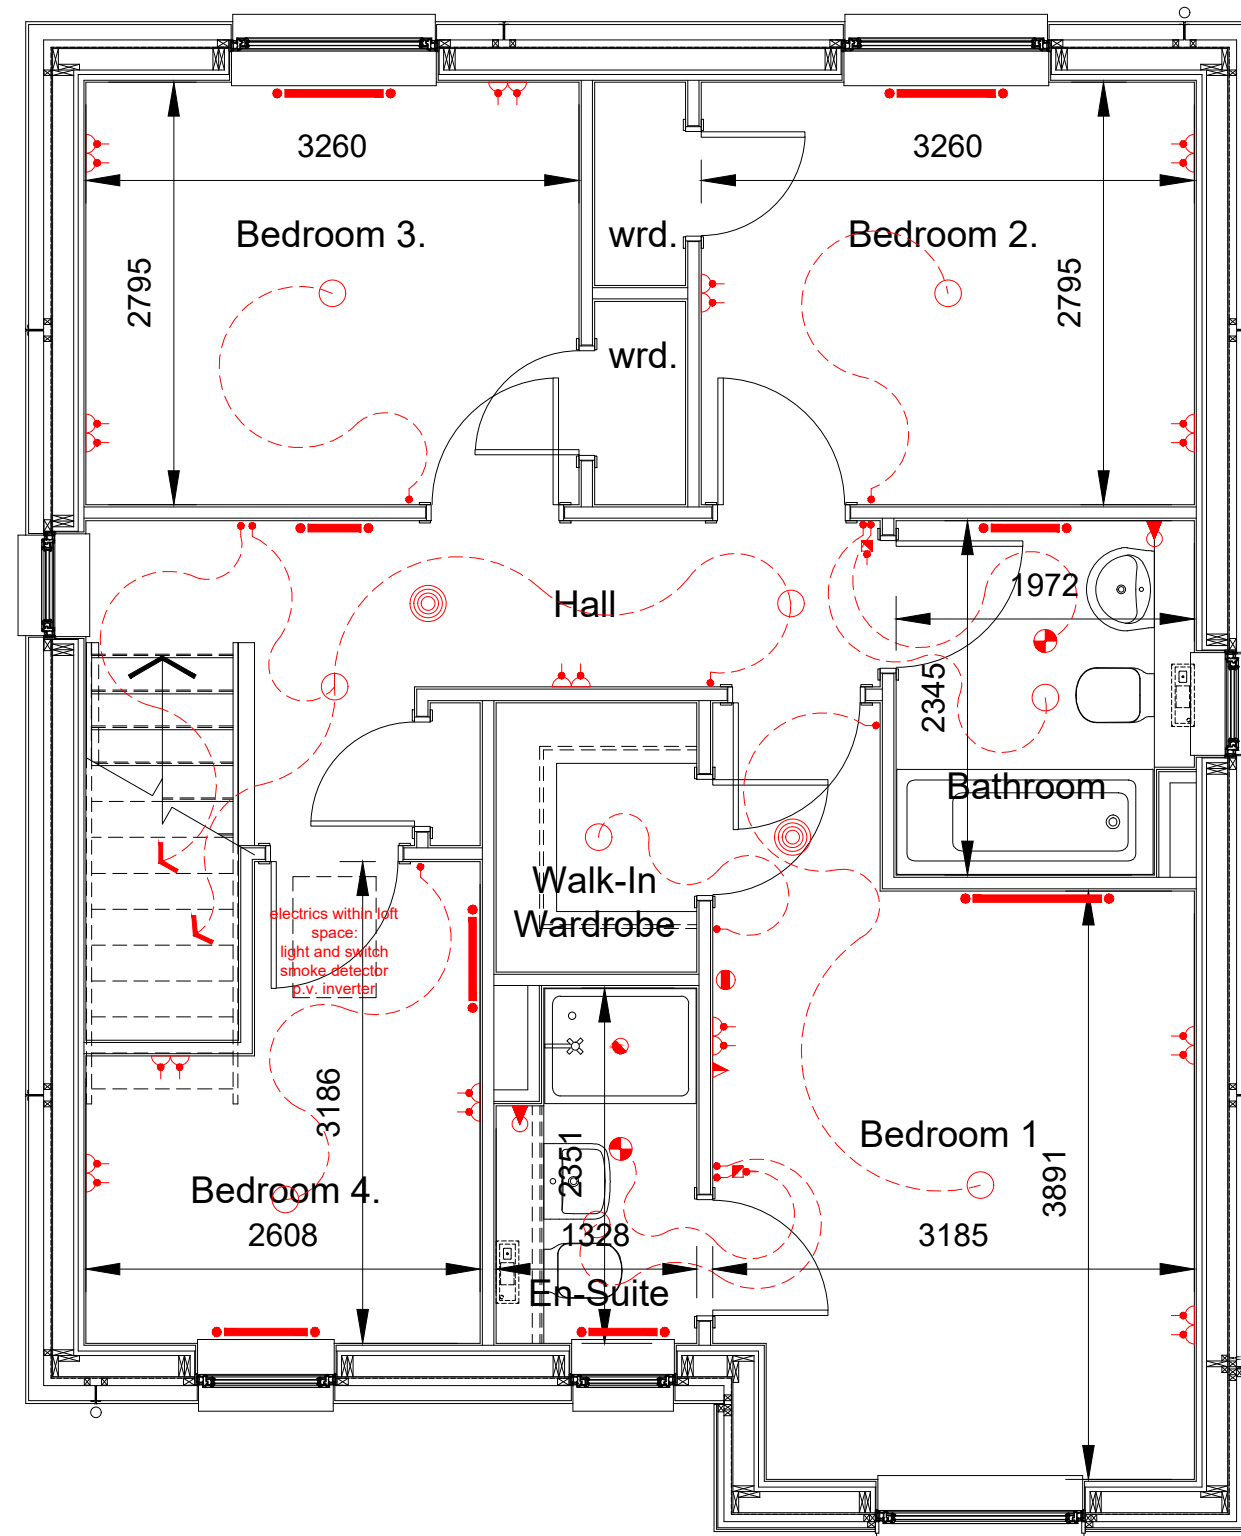 3260
3260
Bedroom 3.
wrd.
Bedroom 2.
2795
2795
wrd.
1972
Hall
2345
Bathroom
Walk-In
Wardrobe
electrics within loft
space:
light and switch
smoke detector
p.v. inverter
3186
2351
Bedroom 1
3891
Bedroom 4.
2608
1328
3185
En-Suite